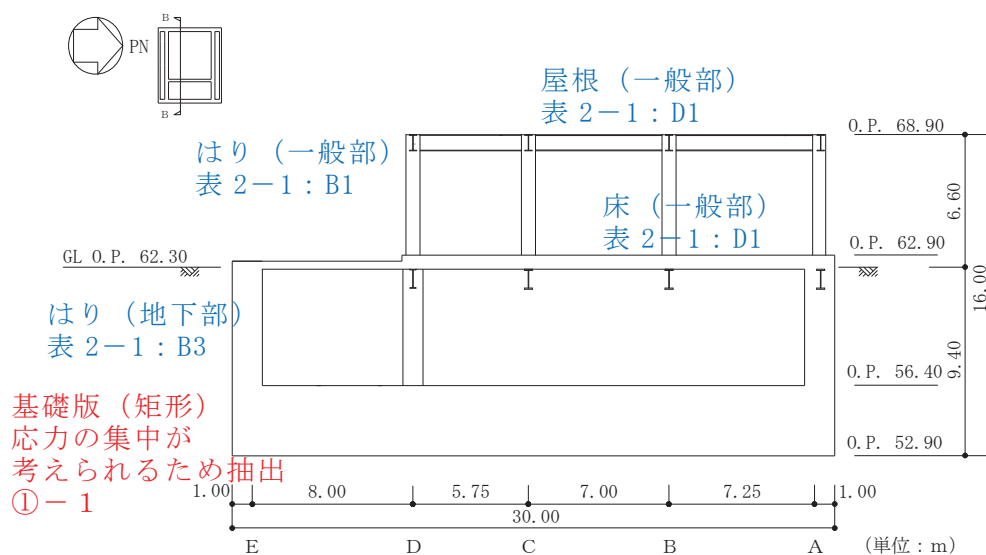 B
PN
B
屋根（一般部）
表 2－1：D1
O.P. 68.90
はり（一般部）
表 2－1：B1
6.60
床（一般部）
表 2－1：D1
O.P. 62.90
GL O.P. 62.30
16.00
はり（地下部）
表 2－1：B3
9.40
O.P. 56.40
基礎版（矩形）
応力の集中が
考えられるため抽出
①－1
O.P. 52.90
1.00 8.00 5.75 7.00 7.25 1.00
30.00
E D C B A （単位：m）